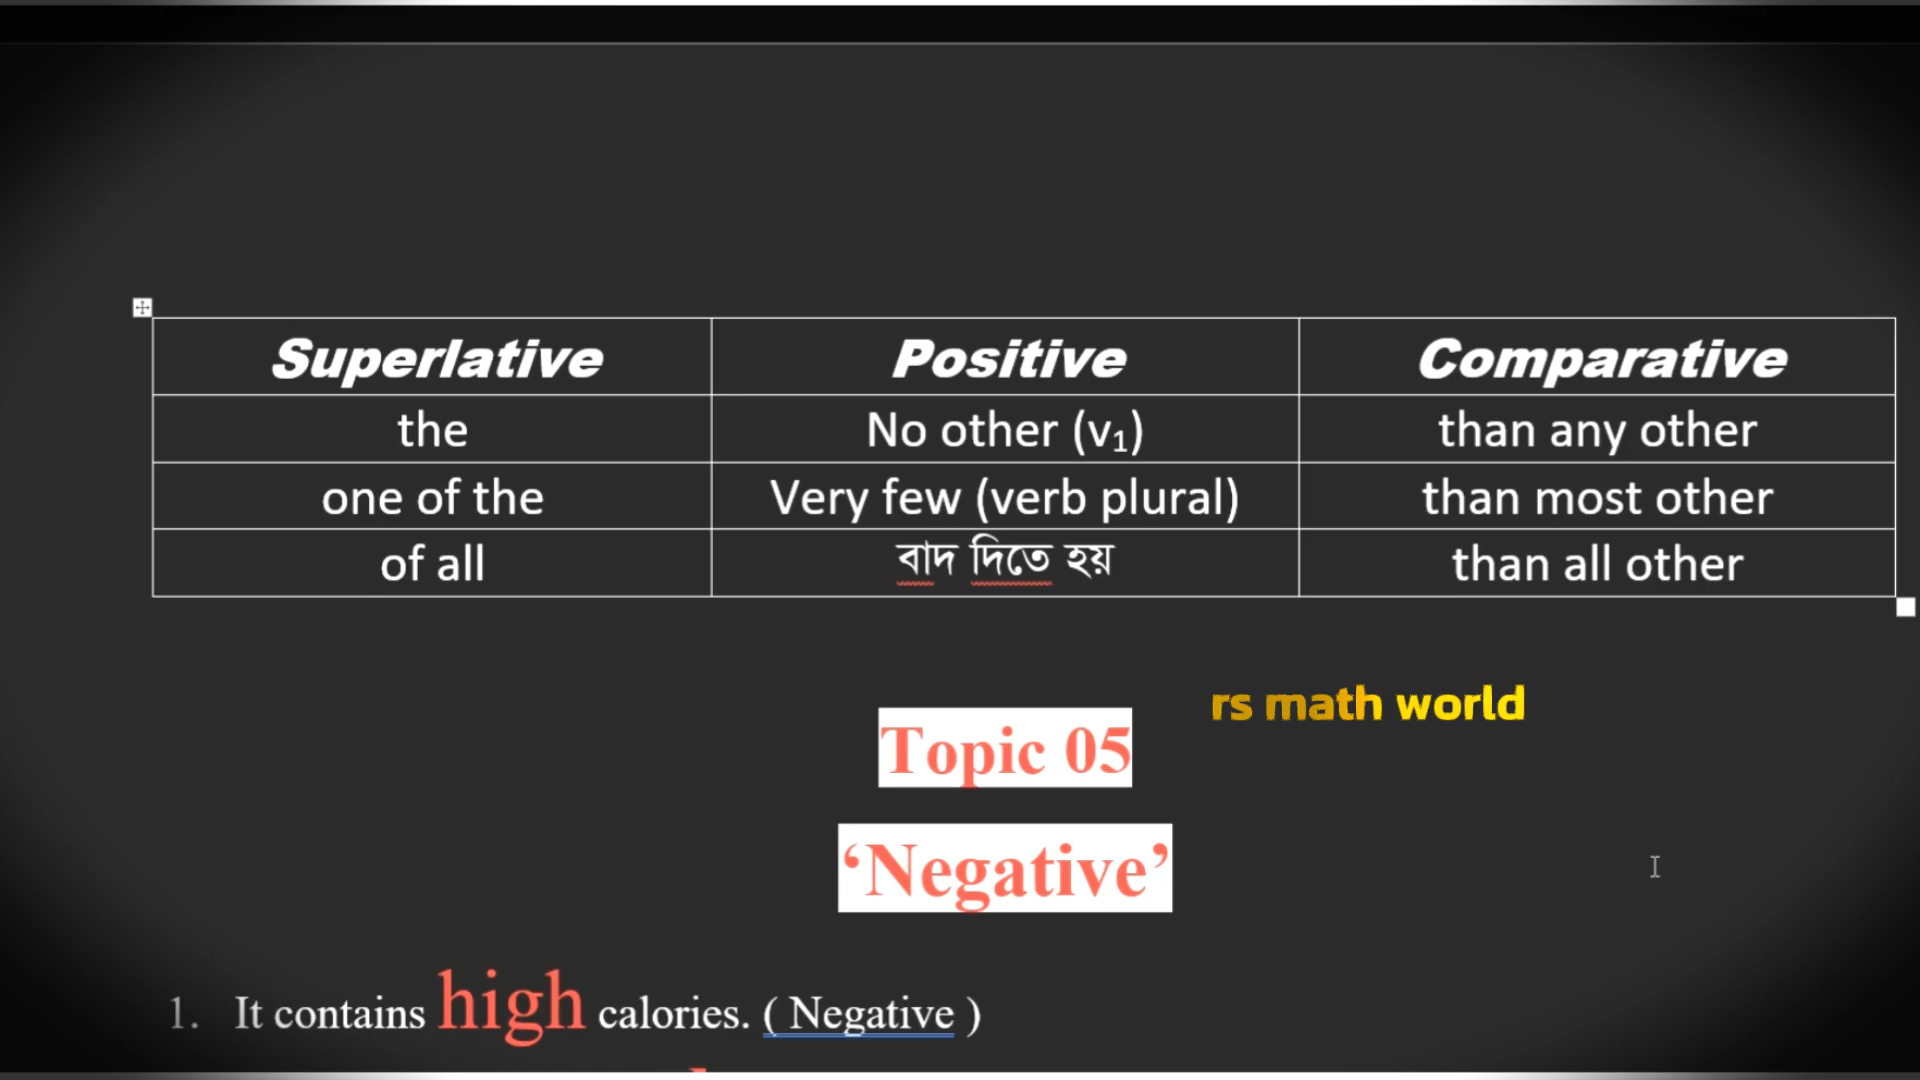 Superlative Positive Comparative
the No other (v₁) than any other
one of the Very few (verb plural) than most other
of all বাদ দিতে হয় than all other
rs math world
Topic 05
‘Negative’
1. It contains high calories. ( Negative )